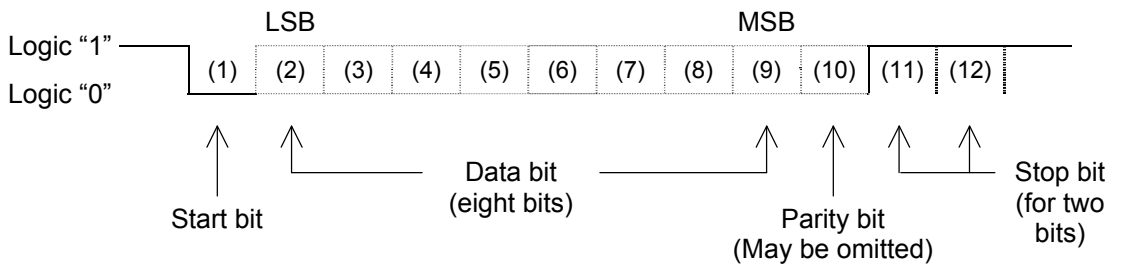 LSB MSB
Logic “1”
(1) (2) (3) (4) (5) (6) (7) (8) (9) (10) (11) (12)
Logic “0”
Start bit
Data bit
(eight bits)
Parity bit
(May be omitted)
Stop bit
(for two
bits)